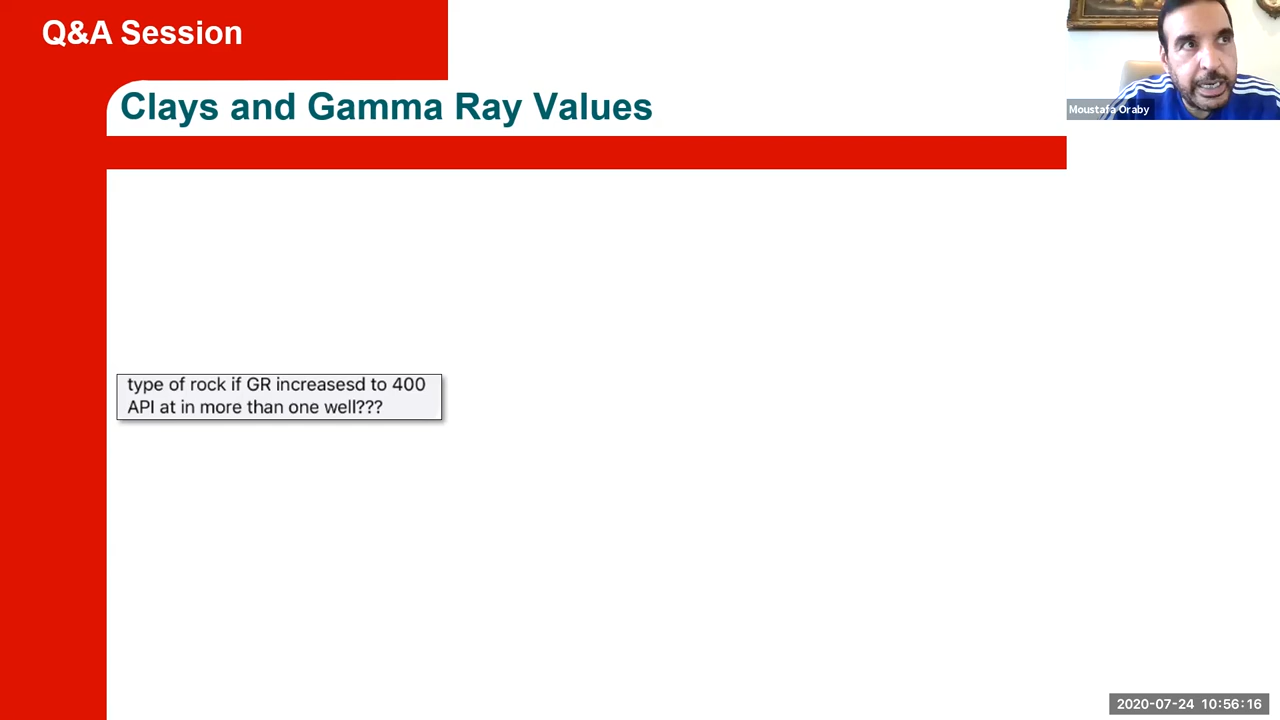 Q&A Session
Clays and Gamma Ray Values
Moustafa Oraby
type of rock if GR increasesd to 400
API at in more than one well???
2020-07-24 10:56:16